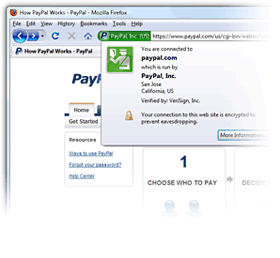 How PayPal Works - PayPal - Mozilla Firefox
File Edit View History Bookmarks Tools Help
PayPal, Inc. (US) https://www.paypal.com/us/cgi-bin/webscr
How PayPal Works - PayPal
You are connected to
paypal.com
which is run by
PayPal, Inc.
San Jose
California, US
Verified by: VeriSign, Inc.
Your connection to this web site is encrypted to
prevent eavesdropping.
More Information...
PayP
Home
Get Started
Resources
Ways to use PayPal
Forgot your password?
Help Center
1
CHOOSE WHO TO PAY
DECIDE